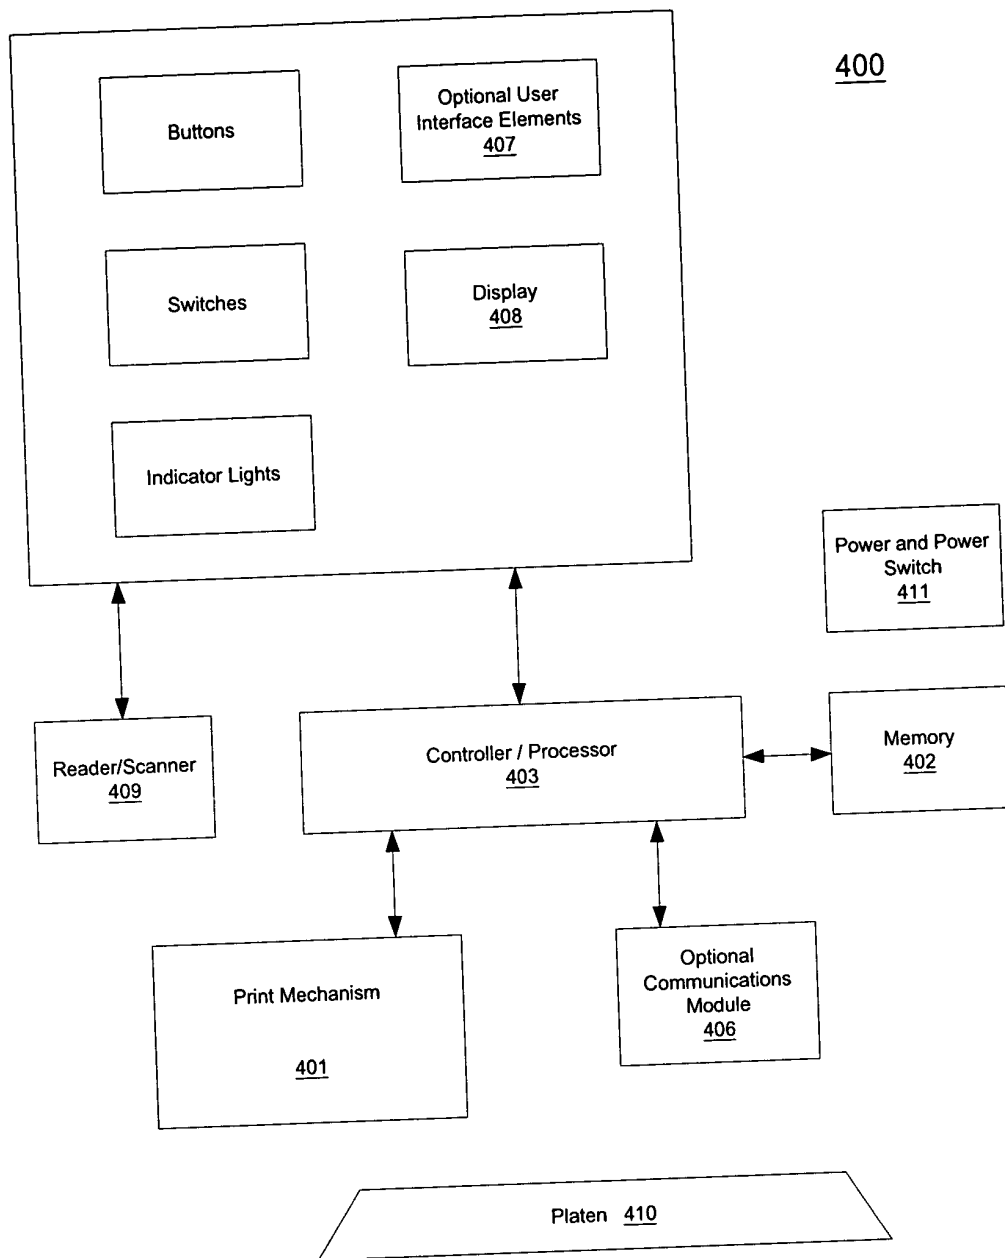 400
Buttons
Optional User
Interface Elements
407
Switches
Display
408
Indicator Lights
Power and Power
Switch
411
Reader/Scanner
409
Controller / Processor
403
Memory
402
Print Mechanism
401
Optional
Communications
Module
406
Platen 410